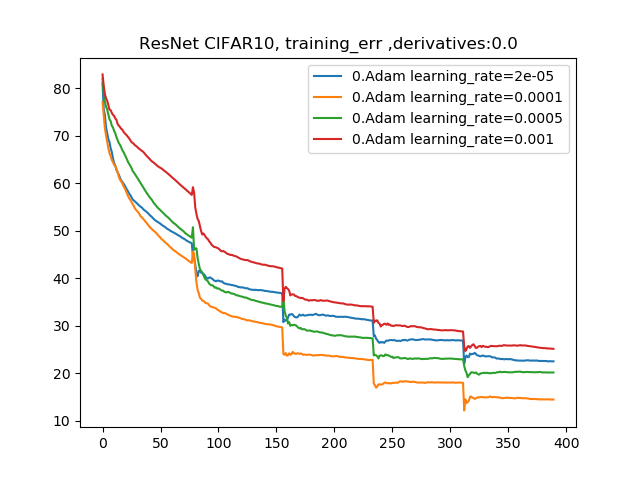 ResNet CIFAR10, training_err ,derivatives:0.0
0.Adam learning_rate=2e-05
0.Adam learning_rate=0.0001
0.Adam learning_rate=0.0005
0.Adam learning_rate=0.001
80
70
60
50
40
30
20
10
0 50 100 150 200 250 300 350 400